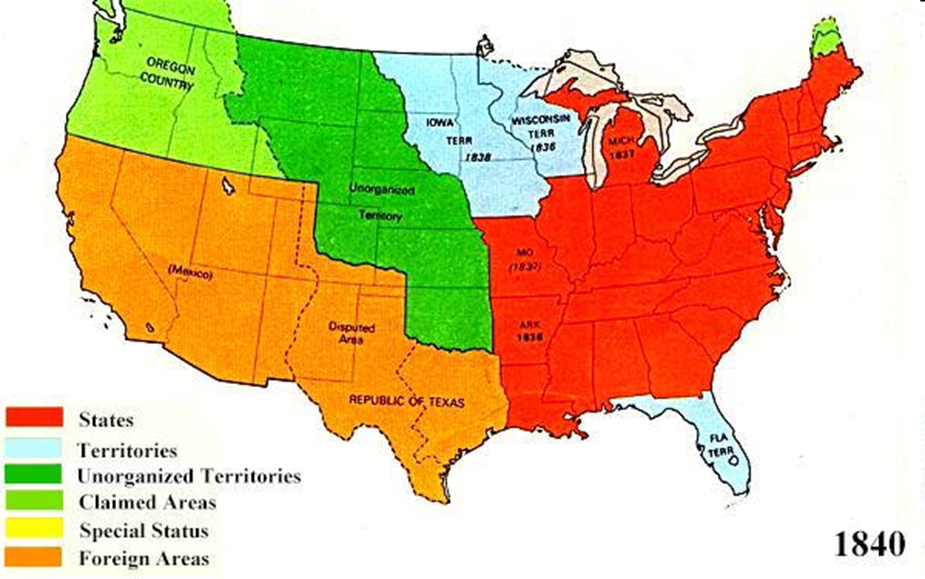 OREGON
COUNTRY
IOWA
TERR
1838
WISCONSIN
TERR
1836
MICH
1837
Unorganized
Territory
(Mexico)
MO
ARK
1836
Disputed
Area
REPUBLIC OF TEXAS
FLA
TERR
States
Territories
Unorganized Territories
Claimed Areas
Special Status
Foreign Areas
1840